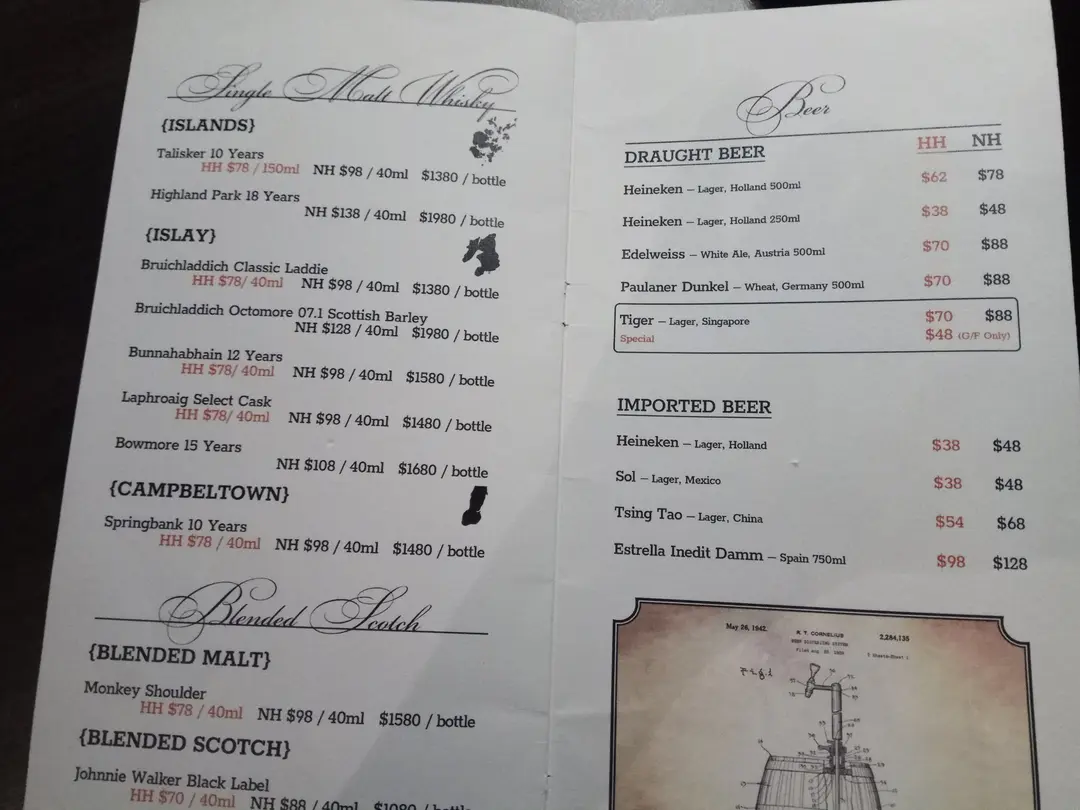 Single Malt Whisky
{ISLANDS}
Talisker 10 Years
HH $78 / 150ml NH $98 / 40ml $1380 / bottle
Highland Park 18 Years
NH $138 / 40ml $1980 / bottle
{ISLAY}
Bruichladdich Classic Laddie
HH $78/ 40ml NH $98 / 40ml $1380 / bottle
Bruichladdich Octomore 07.1 Scottish Barley
NH $128 / 40ml $1980 / bottle
Bunnahabhain 12 Years
HH $78/ 40ml NH $98 / 40ml $1580 / bottle
Laphroaig Select Cask
HH $78/ 40ml NH $98 / 40ml $1480 / bottle
Bowmore 15 Years
NH $108 / 40ml $1680 / bottle
{CAMPBELTOWN}
Springbank 10 Years
HH $78 / 40ml NH $98 / 40ml $1480 / bottle
Blended Scotch
{BLENDED MALT}
Monkey Shoulder
HH $78 / 40ml NH $98 / 40ml $1580 / bottle
{BLENDED SCOTCH}
Johnnie Walker Black Label
HH $70 / 40ml NH $88 / 40ml $1080 / bottle
Beer
DRAUGHT BEER HH NH
Heineken – Lager, Holland 500ml $62 $78
Heineken – Lager, Holland 250ml $38 $48
Edelweiss – White Ale, Austria 500ml $70 $88
Paulaner Dunkel – Wheat, Germany 500ml $70 $88
Tiger – Lager, Singapore $70 $88
Special $48 (G/F Only)
IMPORTED BEER
Heineken – Lager, Holland $38 $48
Sol – Lager, Mexico $38 $48
Tsing Tao – Lager, China $54 $68
Estrella Inedit Damm – Spain 750ml $98 $128
May 26, 1942. R. T. CORNELIUS 2,284,135